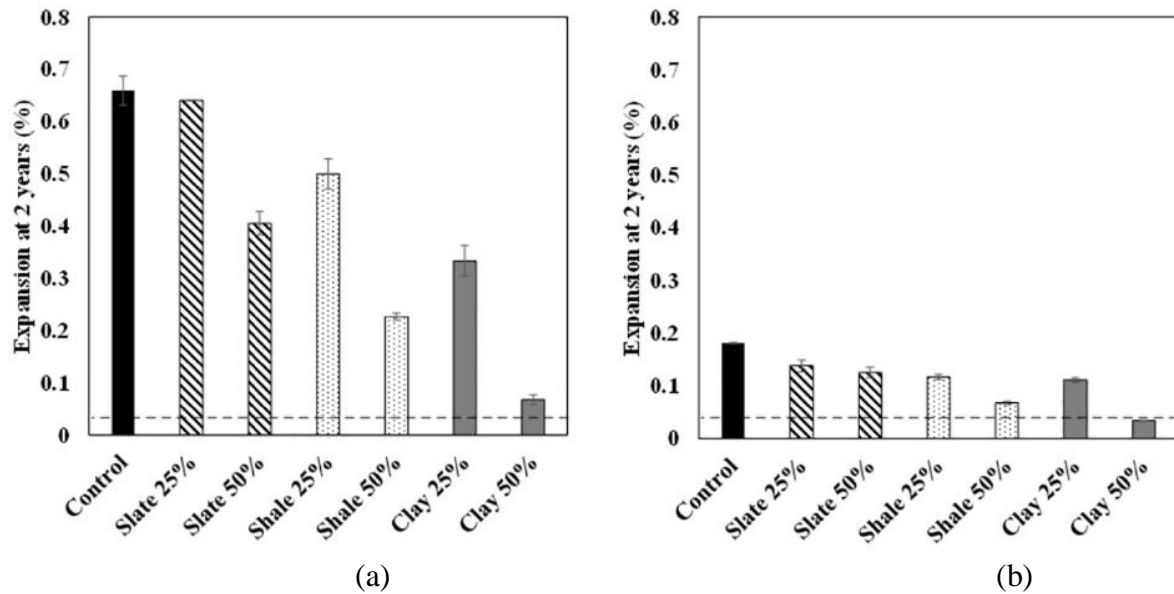 Expansion at 2 years (%)
0.8
0.7
0.6
0.5
0.4
0.3
0.2
0.1
0
Control
Slate 25%
Slate 50%
Shale 25%
Shale 50%
Clay 25%
Clay 50%
(a)
Expansion at 2 years (%)
0.8
0.7
0.6
0.5
0.4
0.3
0.2
0.1
0
Control
Slate 25%
Slate 50%
Shale 25%
Shale 50%
Clay 25%
Clay 50%
(b)